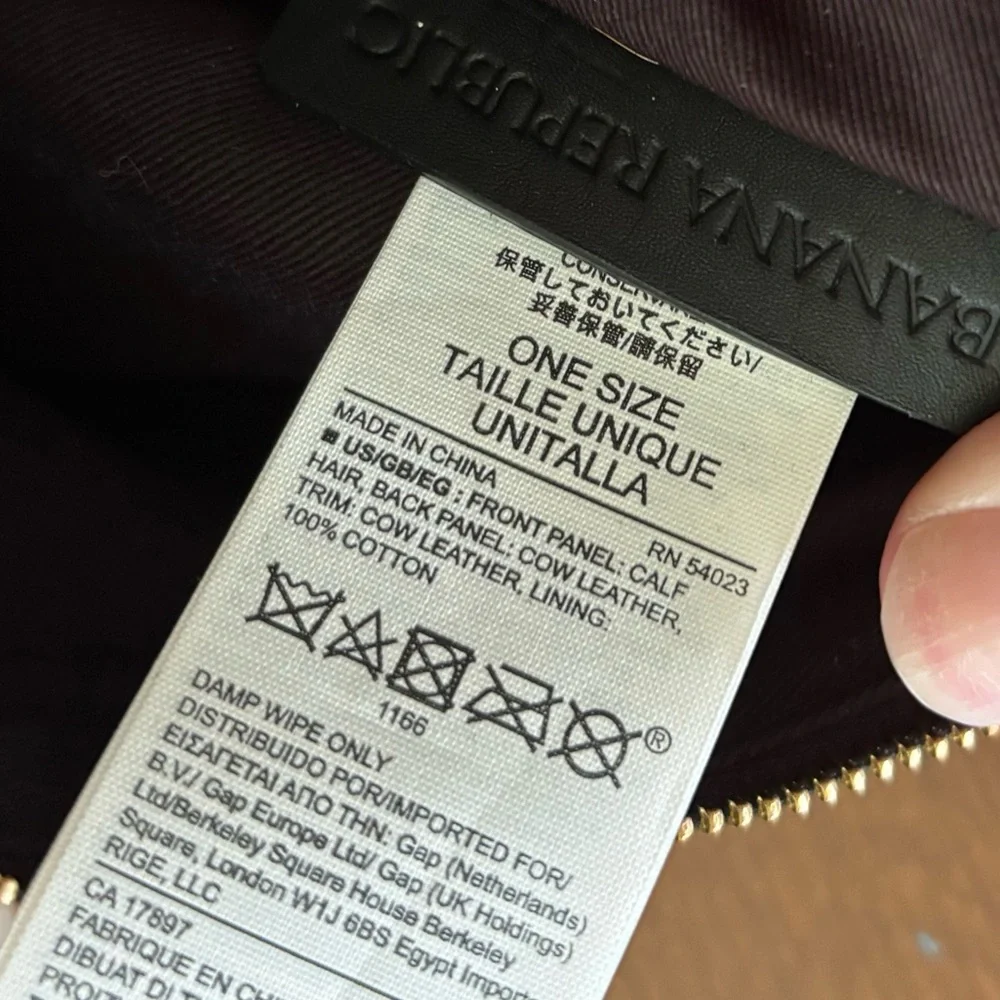 BANANA REPUBLIC
保管しておいてください/
妥善保管/請保留
ONE SIZE
TAILLE UNIQUE
UNITALLA
RN 54023
MADE IN CHINA
US/GB/EG : FRONT PANEL: CALF
HAIR, BACK PANEL: COW LEATHER,
TRIM: COW LEATHER, LINING:
100% COTTON
1166
®
DAMP WIPE ONLY
DISTRIBUIDO POR/IMPORTED FOR/
ΕΙΣΑΓΕΤΑΙ ΑΠΟ ΤΗΝ: Gap (Netherlands)
B.V./ Gap Europe Ltd/ Gap (UK Holdings)
Ltd/Berkeley Square House Berkeley
Square, London W1J 6BS Egypt
RIGE, LLC
CA 17897
FABRIQUÉ EN
DIBUAT DI